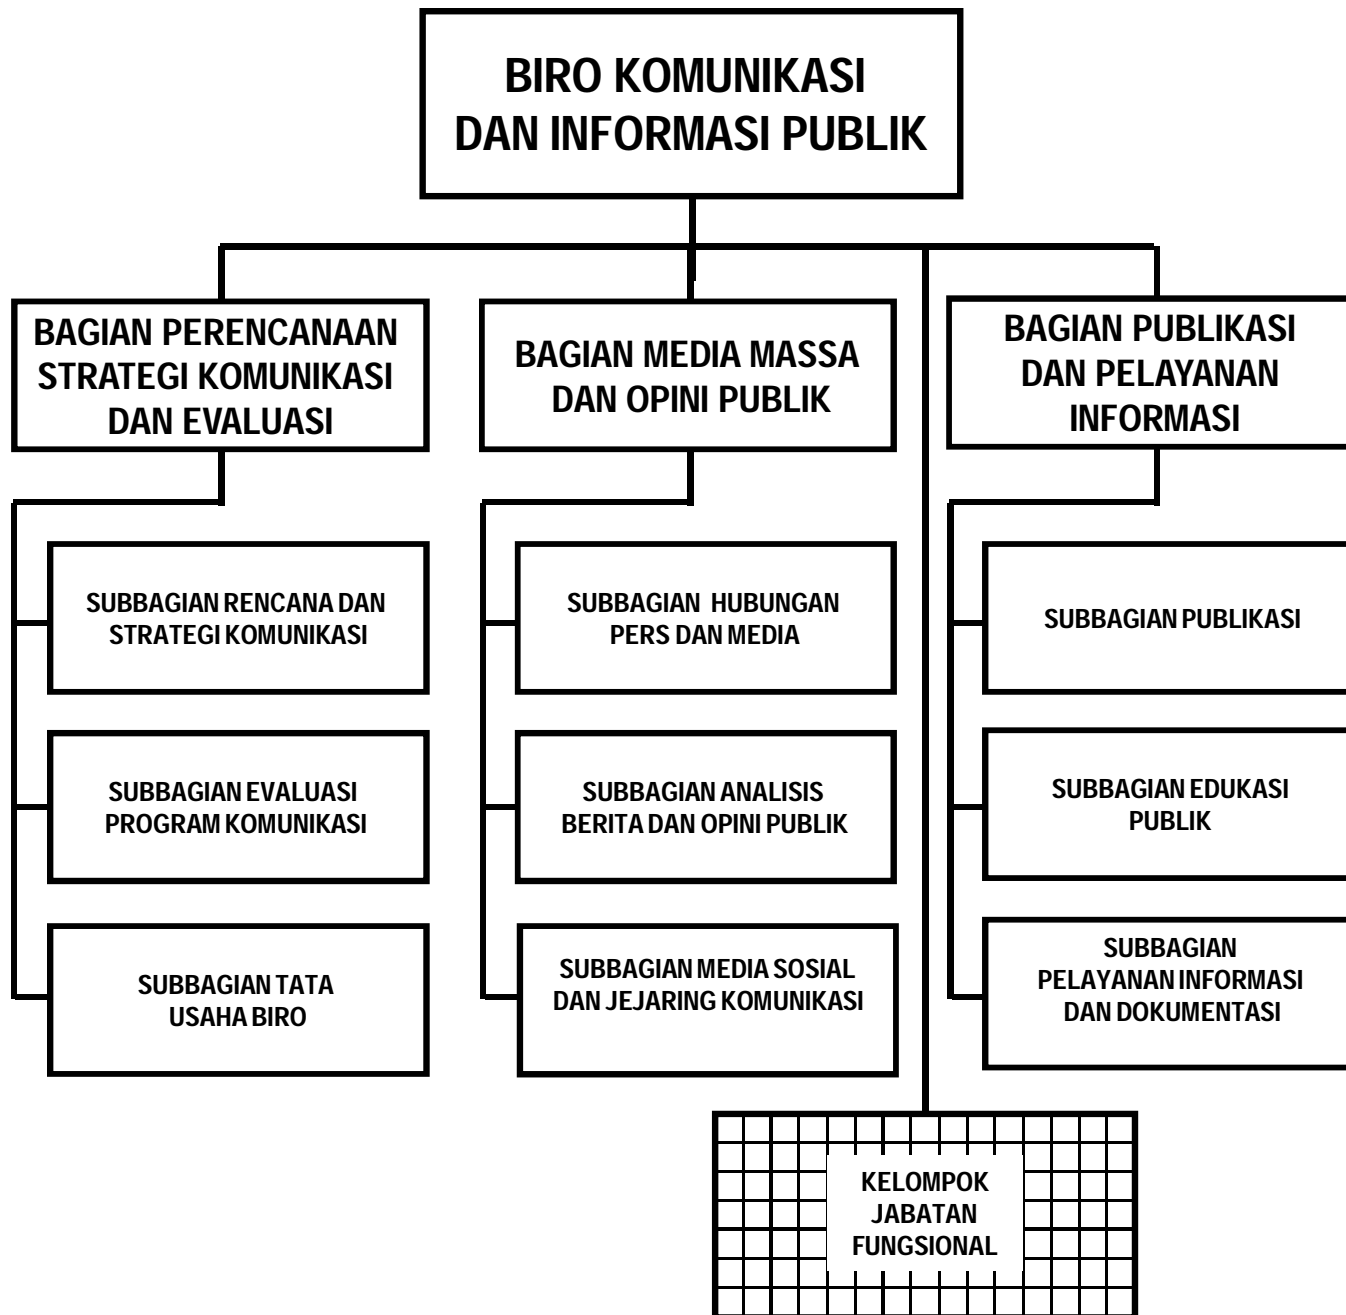 BIRO KOMUNIKASI
DAN INFORMASI PUBLIK
BAGIAN PERENCANAAN
STRATEGI KOMUNIKASI
DAN EVALUASI
BAGIAN MEDIA MASSA
DAN OPINI PUBLIK
BAGIAN PUBLIKASI
DAN PELAYANAN
INFORMASI
SUBBAGIAN RENCANA DAN
STRATEGI KOMUNIKASI
SUBBAGIAN HUBUNGAN
PERS DAN MEDIA
SUBBAGIAN PUBLIKASI
SUBBAGIAN EVALUASI
PROGRAM KOMUNIKASI
SUBBAGIAN ANALISIS
BERITA DAN OPINI PUBLIK
SUBBAGIAN EDUKASI
PUBLIK
SUBBAGIAN TATA
USAHA BIRO
SUBBAGIAN MEDIA SOSIAL
DAN JEJARING KOMUNIKASI
SUBBAGIAN
PELAYANAN INFORMASI
DAN DOKUMENTASI
KELOMPOK
JABATAN
FUNGSIONAL